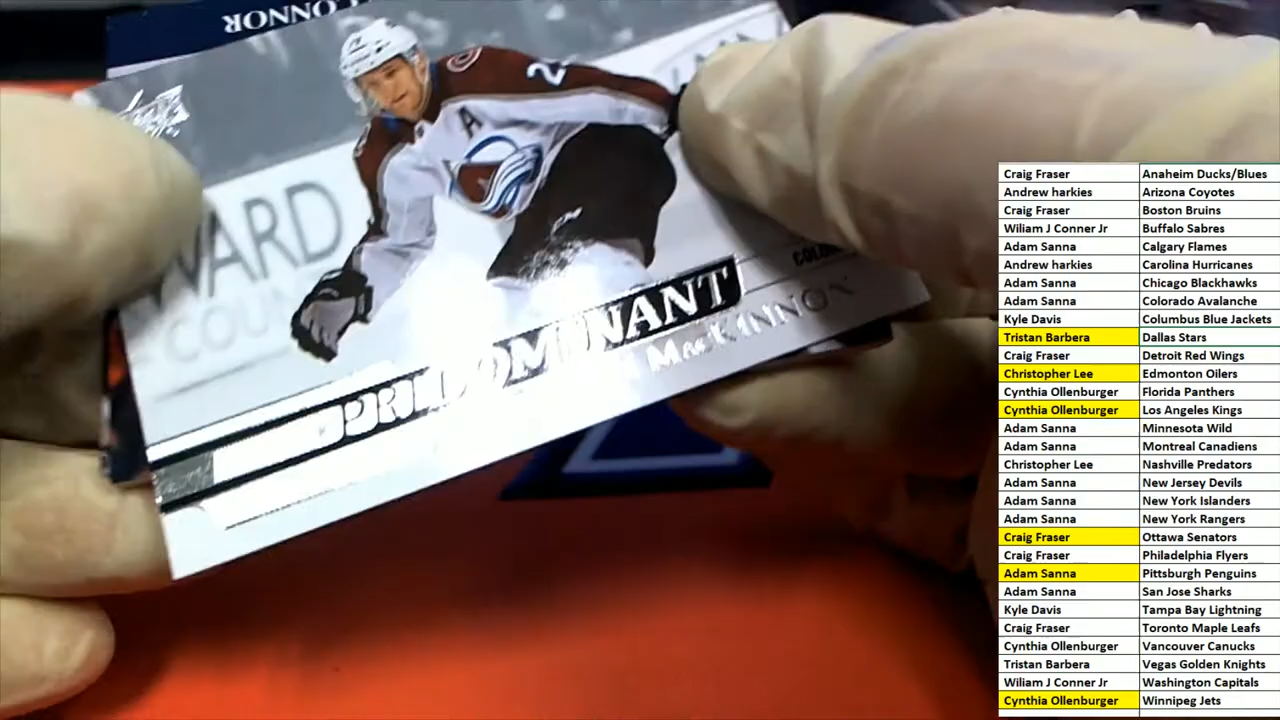 CONNOR
2
A
WARD
COU
COLO
PREDOMINANT
MacKINNON
Craig Fraser Anaheim Ducks/Blues
Andrew harkies Arizona Coyotes
Craig Fraser Boston Bruins
Wiliam J Conner Jr Buffalo Sabres
Adam Sanna Calgary Flames
Andrew harkies Carolina Hurricanes
Adam Sanna Chicago Blackhawks
Adam Sanna Colorado Avalanche
Kyle Davis Columbus Blue Jackets
Tristan Barbera Dallas Stars
Craig Fraser Detroit Red Wings
Christopher Lee Edmonton Oilers
Cynthia Ollenburger Florida Panthers
Cynthia Ollenburger Los Angeles Kings
Adam Sanna Minnesota Wild
Adam Sanna Montreal Canadiens
Christopher Lee Nashville Predators
Adam Sanna New Jersey Devils
Adam Sanna New York Islanders
Adam Sanna New York Rangers
Craig Fraser Ottawa Senators
Craig Fraser Philadelphia Flyers
Adam Sanna Pittsburgh Penguins
Adam Sanna San Jose Sharks
Kyle Davis Tampa Bay Lightning
Craig Fraser Toronto Maple Leafs
Cynthia Ollenburger Vancouver Canucks
Tristan Barbera Vegas Golden Knights
Wiliam J Conner Jr Washington Capitals
Cynthia Ollenburger Winnipeg Jets